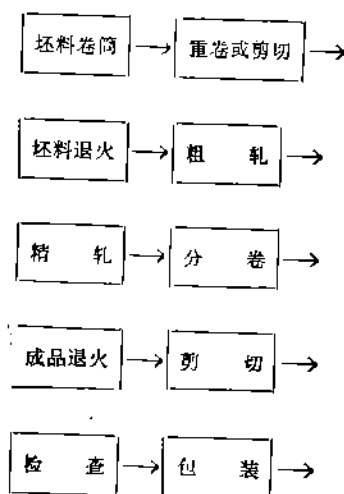 坯料卷筒 → 重卷或剪切 →
坯料退火 → 粗轧 →
精轧 → 分卷 →
成品退火 → 剪切 →
检查 → 包装 →